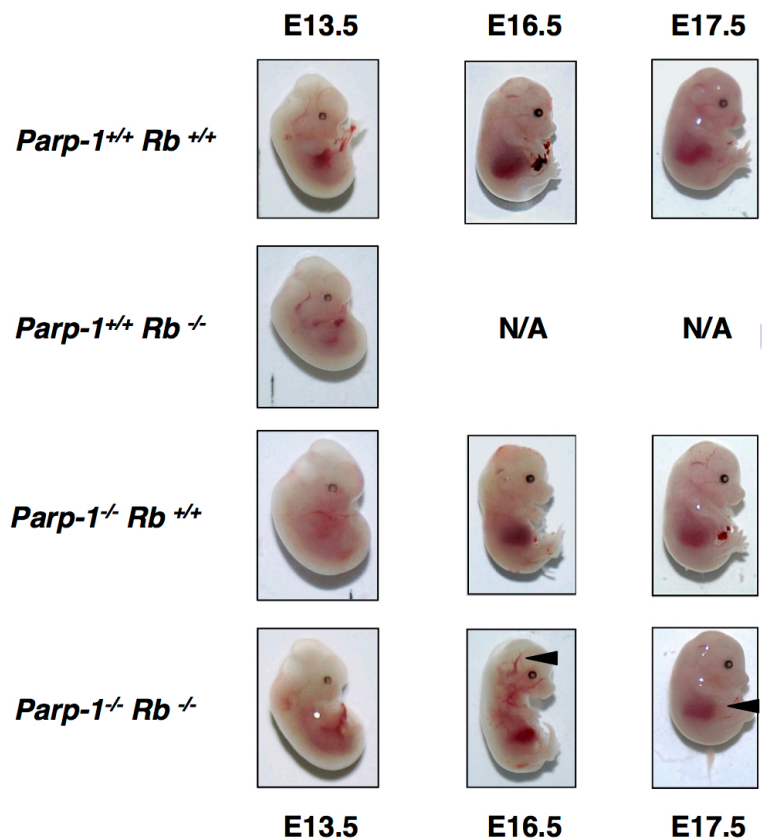 E13.5 E16.5 E17.5
Parp-1+/+ Rb +/+
Parp-1+/+ Rb -/- N/A N/A
Parp-1-/- Rb +/+
Parp-1-/- Rb -/-
E13.5 E16.5 E17.5